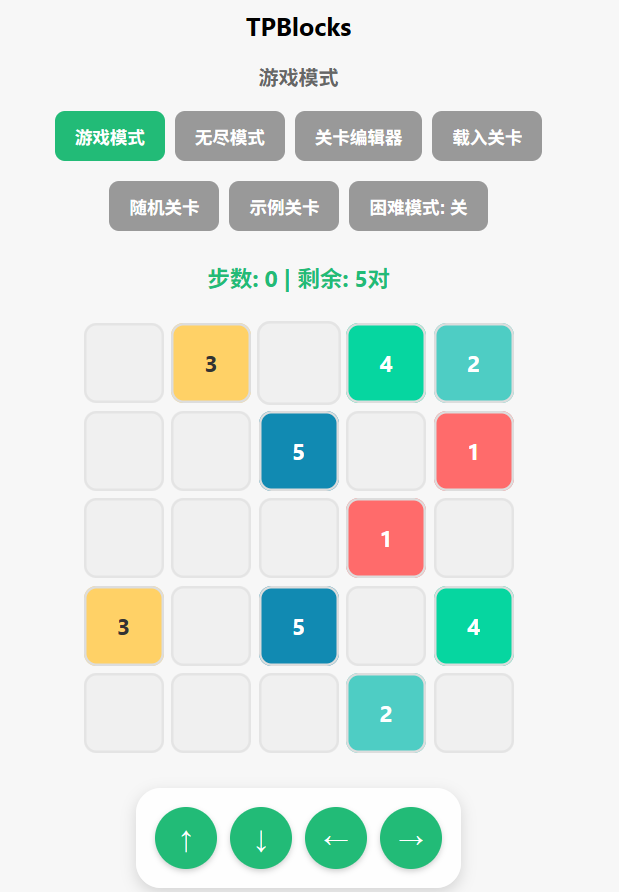 TPBlocks
游戏模式
游戏模式 无尽模式 关卡编辑器 载入关卡
随机关卡 示例关卡 困难模式: 关
步数: 0 | 剩余: 5对
3 4 2
5 1
1
3 5 4
2
↑ ↓ ← →